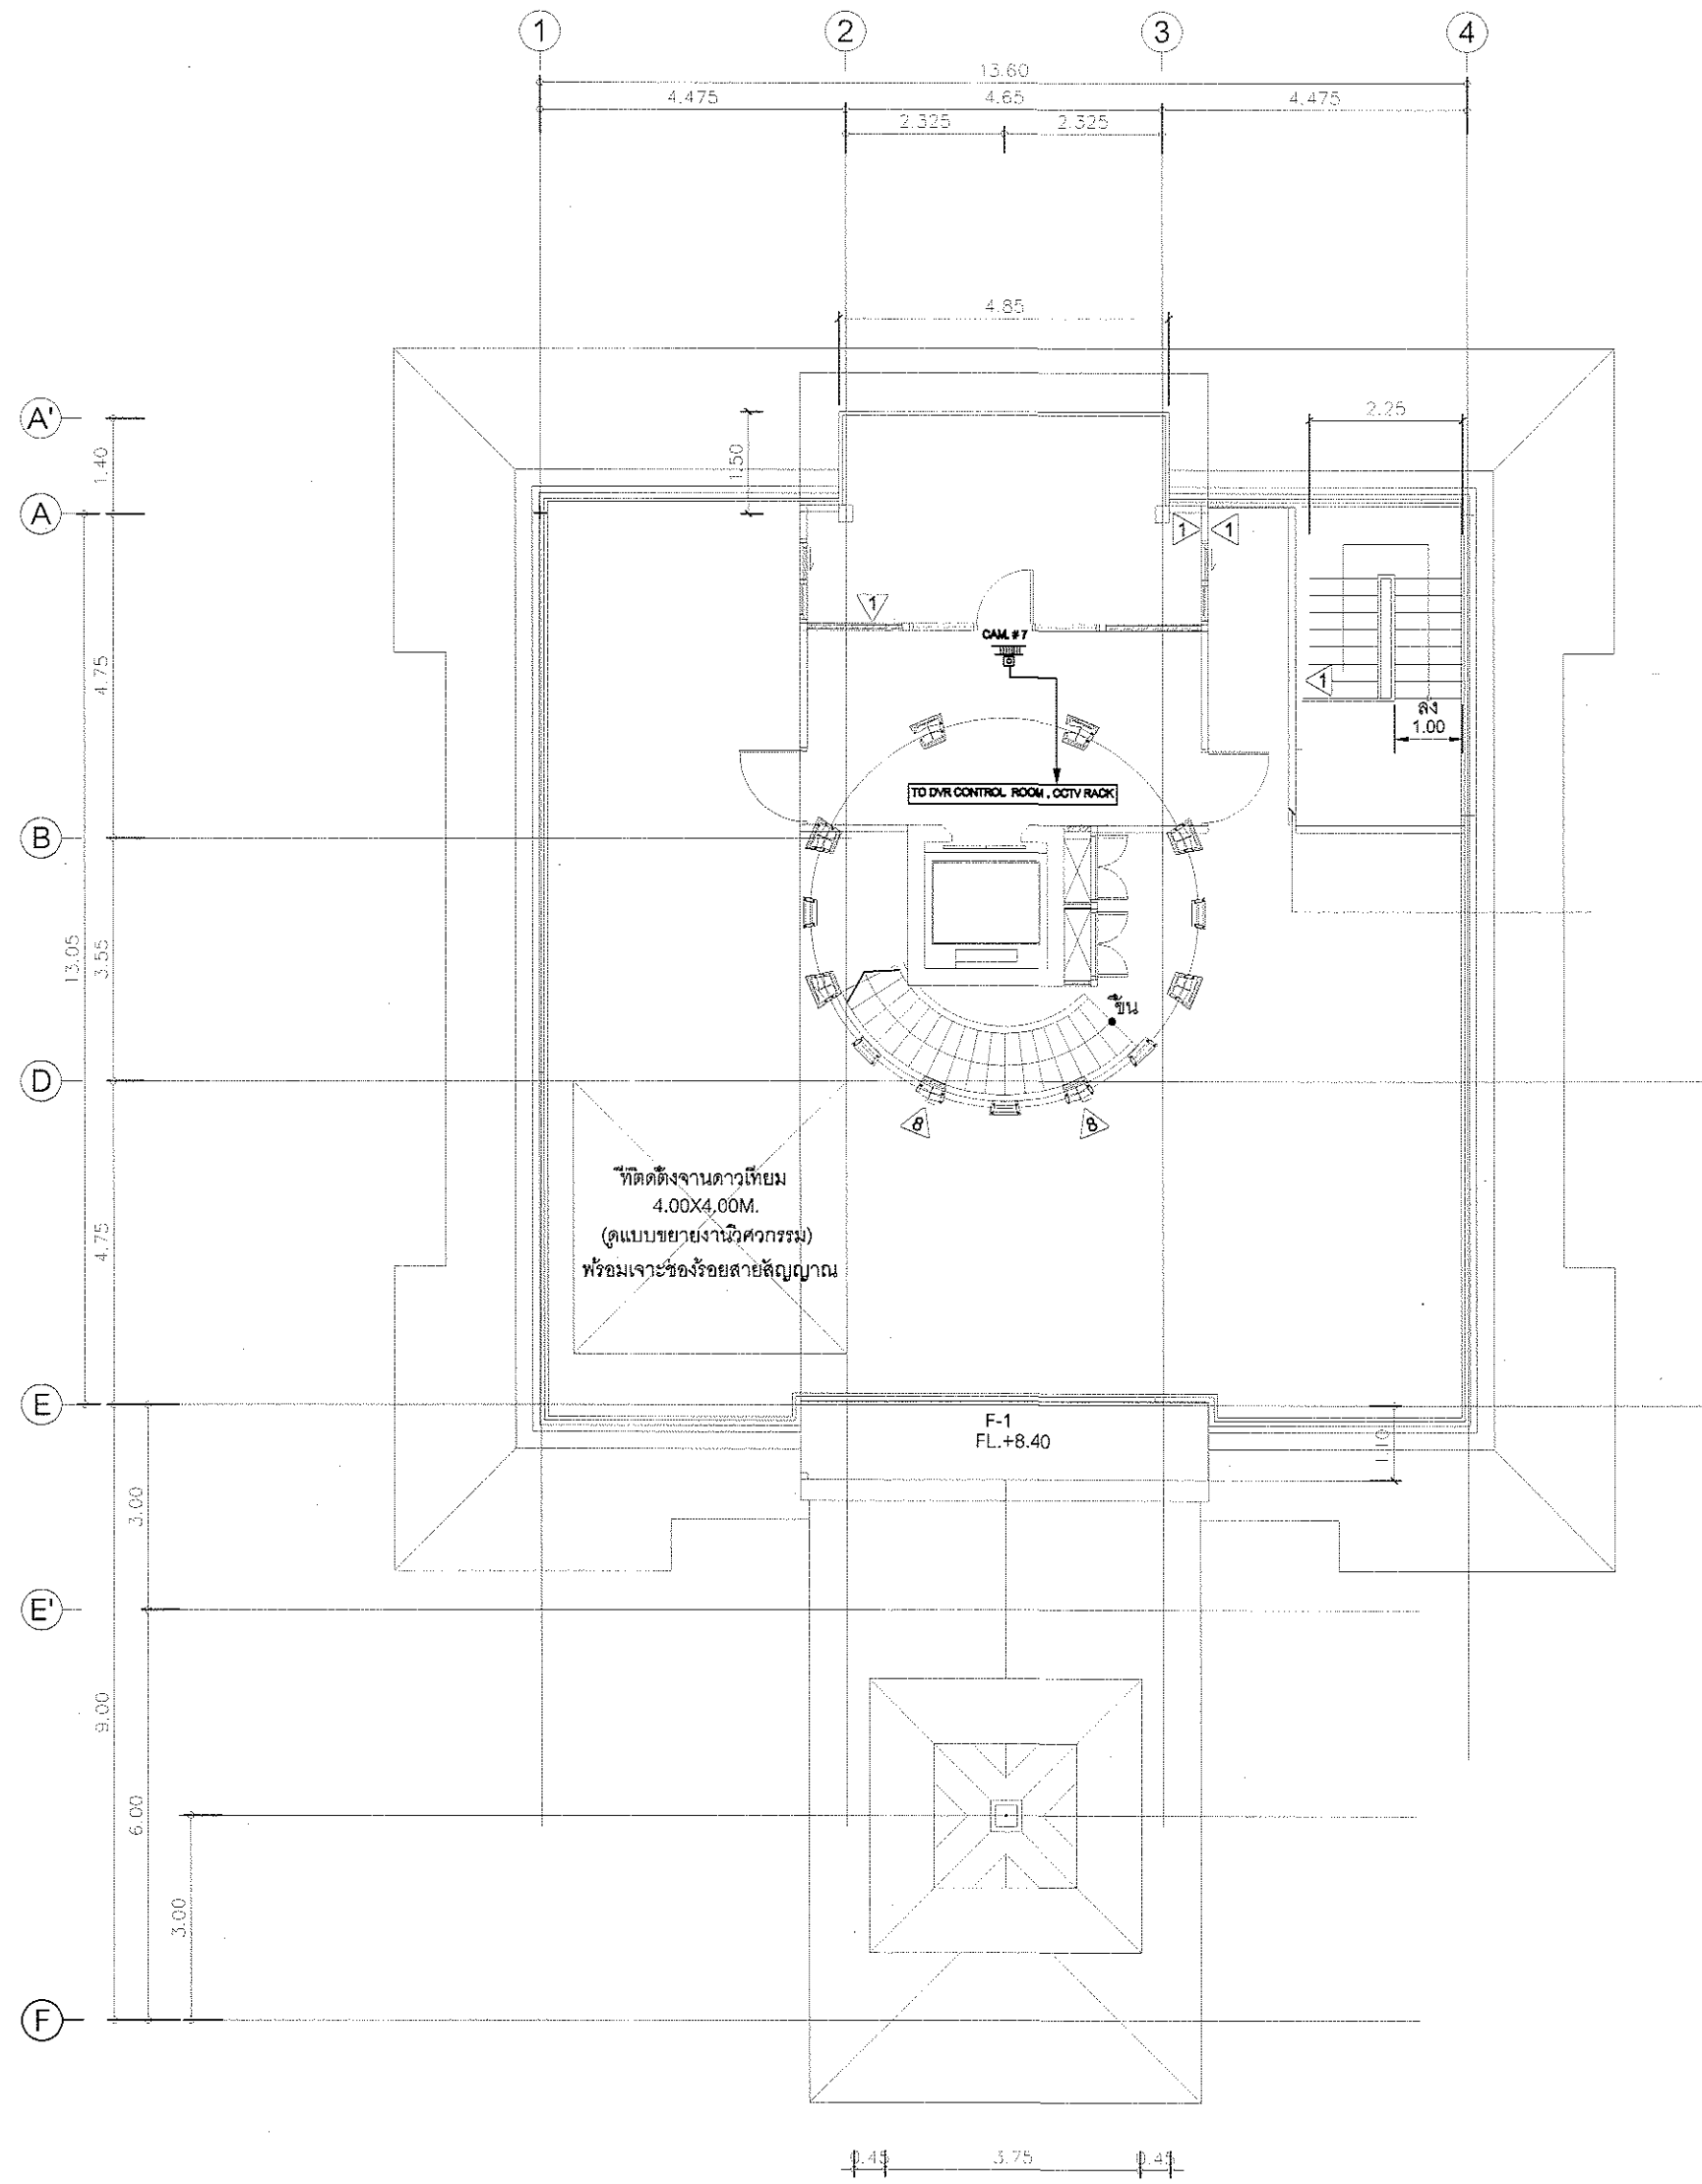 1 2 3 4
13.60
4.475 4.65 4.475
2.325 2.325
4.85
A'
2.25
1.50
1.40
A
1 1
1
CAM. #7
4.75
1
ลง
1.00
TO DVR CONTROL ROOM , CCTV RACK
B
13.05
3.55
ขึ้น
D
8 8
ที่ติดตั้งจานดาวเทียม
4.00X4.00M.
(ดูแบบขยายงานวิศวกรรม)
พร้อมเจาะช่องร้อยสายสัญญาณ
4.75
E
F-1
FL.+8.40
1.10
3.00
E'
9.00
6.00
3.00
F
0.45 3.75 0.45